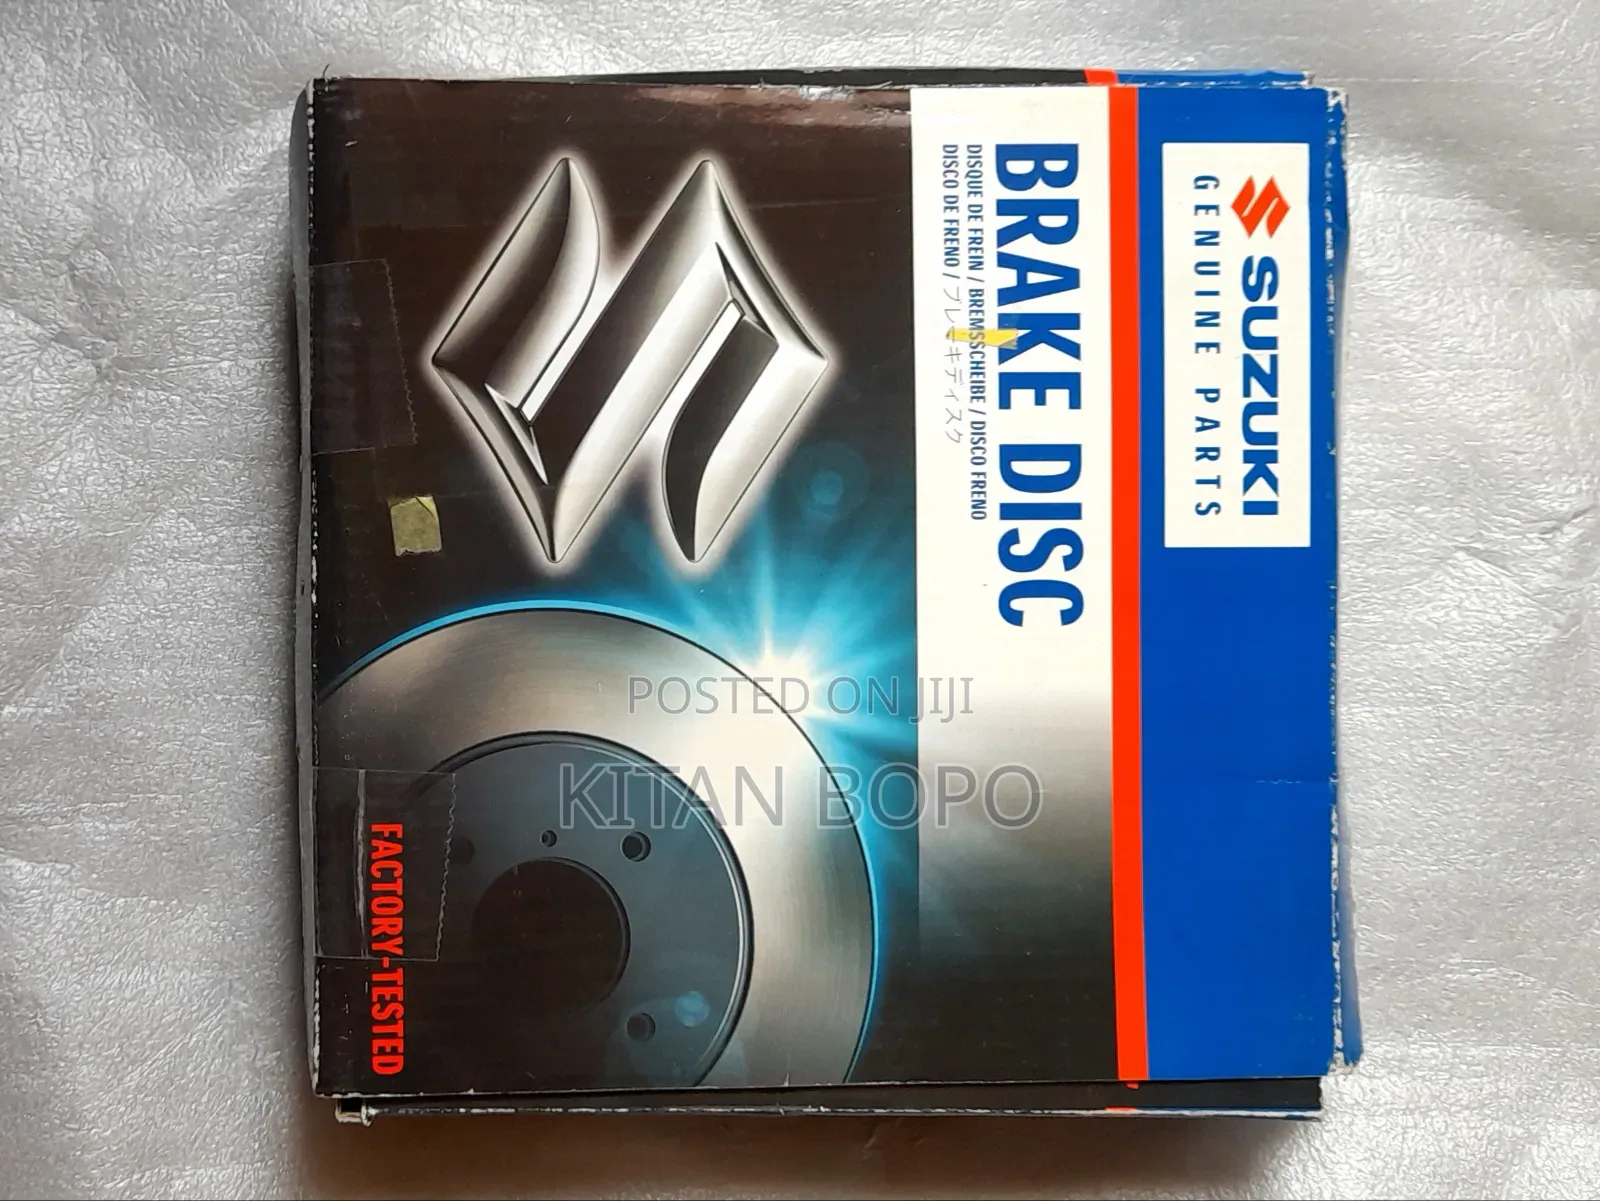 SUZUKI
GENUINE PARTS
BRAKE DISC
DISQUE DE FREIN / BREMSSCHEIBE / DISCO FRENO
DISCO DE FRENO / ブレーキディスク
FACTORY-TESTED
POSTED ON JIJI
KITAN BOPO